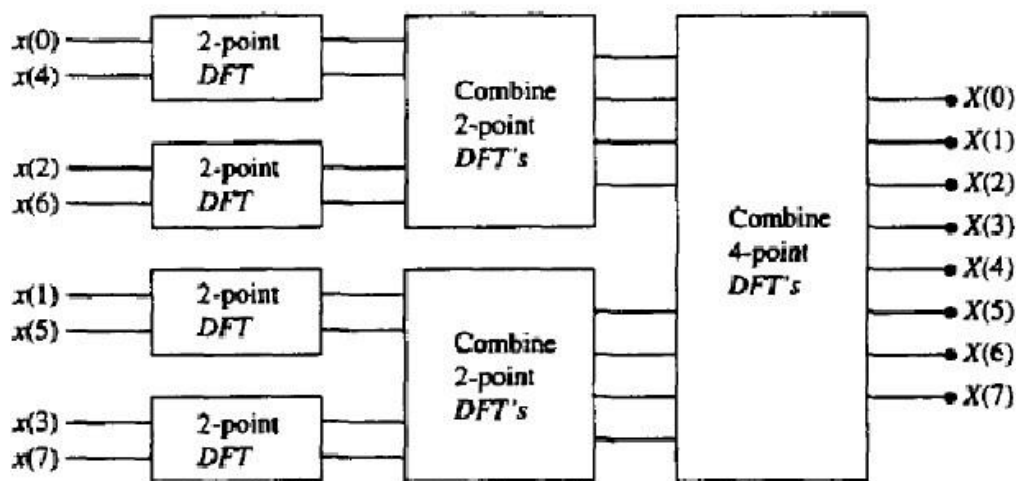 x(0)
x(4)
2-point
DFT
x(2)
x(6)
2-point
DFT
Combine
2-point
DFT's
x(1)
x(5)
2-point
DFT
x(3)
x(7)
2-point
DFT
Combine
2-point
DFT's
Combine
4-point
DFT's
X(0)
X(1)
X(2)
X(3)
X(4)
X(5)
X(6)
X(7)